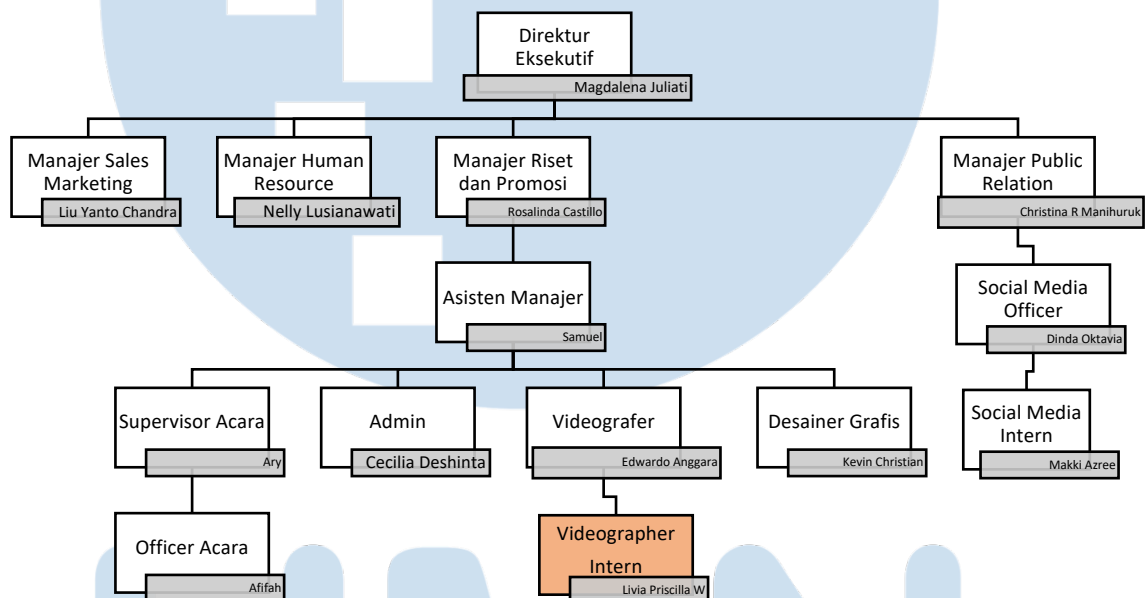 Direktur
Eksekutif
Magdalena Juliati
Manajer Sales
Marketing
Liu Yanto Chandra
Manajer Human
Resource
Nelly Lusianawati
Manajer Riset
dan Promosi
Rosalinda Castillo
Manajer Public
Relation
Christina R Manihuruk
Asisten Manajer
Samuel
Social Media
Officer
Dinda Oktavia
Supervisor Acara
Ary
Admin
Cecilia Deshinta
Videografer
Edwardo Anggara
Desainer Grafis
Kevin Christian
Social Media
Intern
Makki Azree
Officer Acara
Afifah
Videographer
Intern
Livia Priscilla W